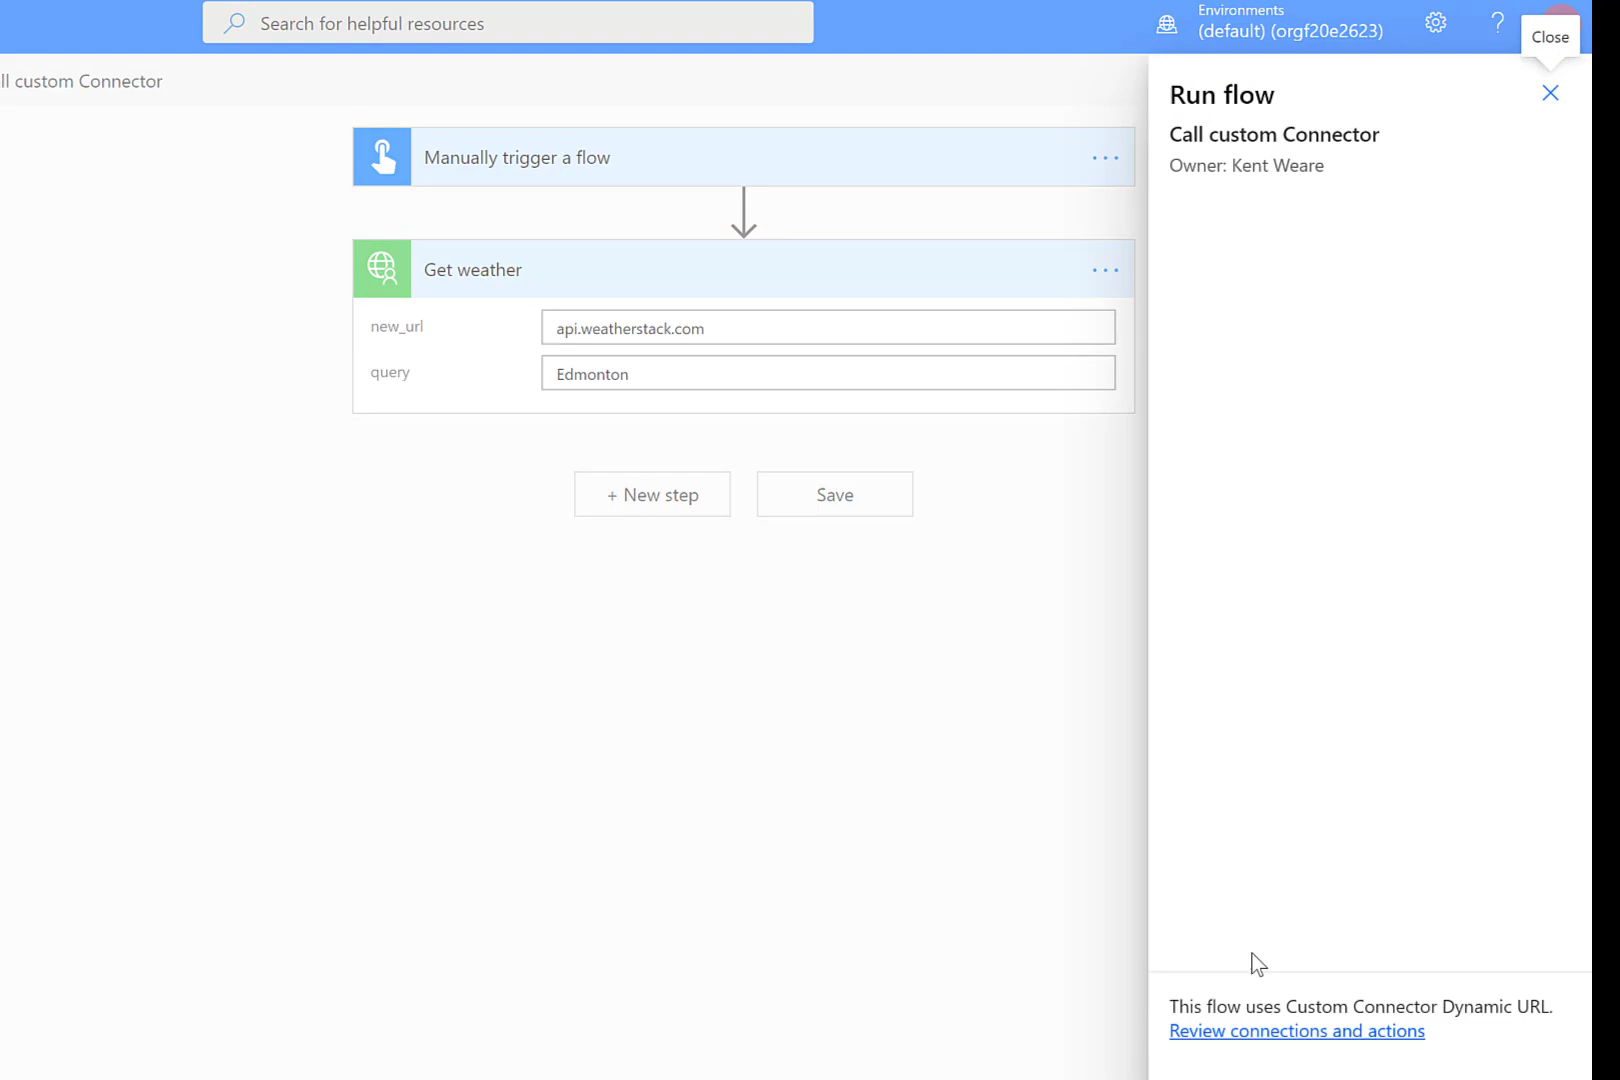 Search for helpful resources
Environments
(default) (orgf20e2623)
?
Close
ll custom Connector
Manually trigger a flow
...
Get weather
...
new_url
api.weatherstack.com
query
Edmonton
+ New step
Save
Run flow
Call custom Connector
Owner: Kent Weare
This flow uses Custom Connector Dynamic URL.
Review connections and actions